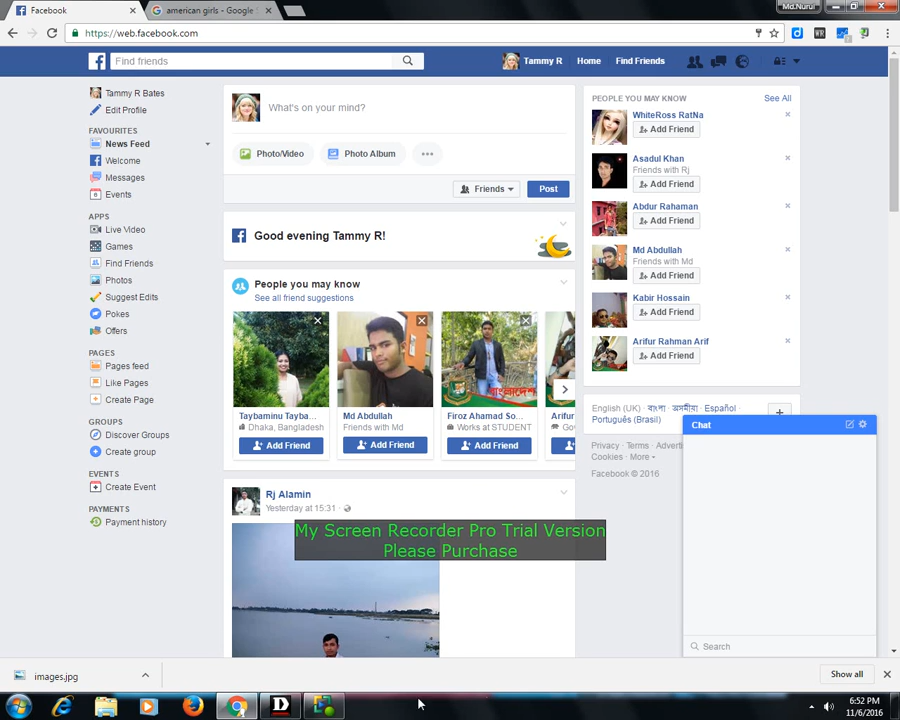 Facebook
american girls - Google S
Md.Nurul
https://web.facebook.com
Find friends
Tammy R
Home
Find Friends
Tammy R Bates
Edit Profile
FAVOURITES
News Feed
Welcome
Messages
Events
APPS
Live Video
Games
Find Friends
Photos
Suggest Edits
Pokes
Offers
PAGES
Pages feed
Like Pages
Create Page
GROUPS
Discover Groups
Create group
EVENTS
Create Event
PAYMENTS
Payment history
What's on your mind?
Photo/Video
Photo Album
Friends
Post
Good evening Tammy R!
People you may know
See all friend suggestions
Taybaminu Tayba...
Dhaka, Bangladesh
Add Friend
Md Abdullah
Friends with Md
Add Friend
বাংলাদেশ
Firoz Ahamad So...
Works at STUDENT
Add Friend
Arifur
Gov
Rj Alamin
Yesterday at 15:31
My Screen Recorder Pro Trial Version
Please Purchase
PEOPLE YOU MAY KNOW
See All
WhiteRoss RatNa
Add Friend
Asadul Khan
Friends with Rj
Add Friend
Abdur Rahaman
Add Friend
Md Abdullah
Friends with Md
Add Friend
Kabir Hossain
Add Friend
Arifur Rahman Arif
Add Friend
English (UK) · বাংলা · অসমীয়া · Español ·
Português (Brasil)
Privacy · Terms · Adverti
Cookies · More
Facebook © 2016
Chat
Search
images.jpg
Show all
6:52 PM
11/6/2016